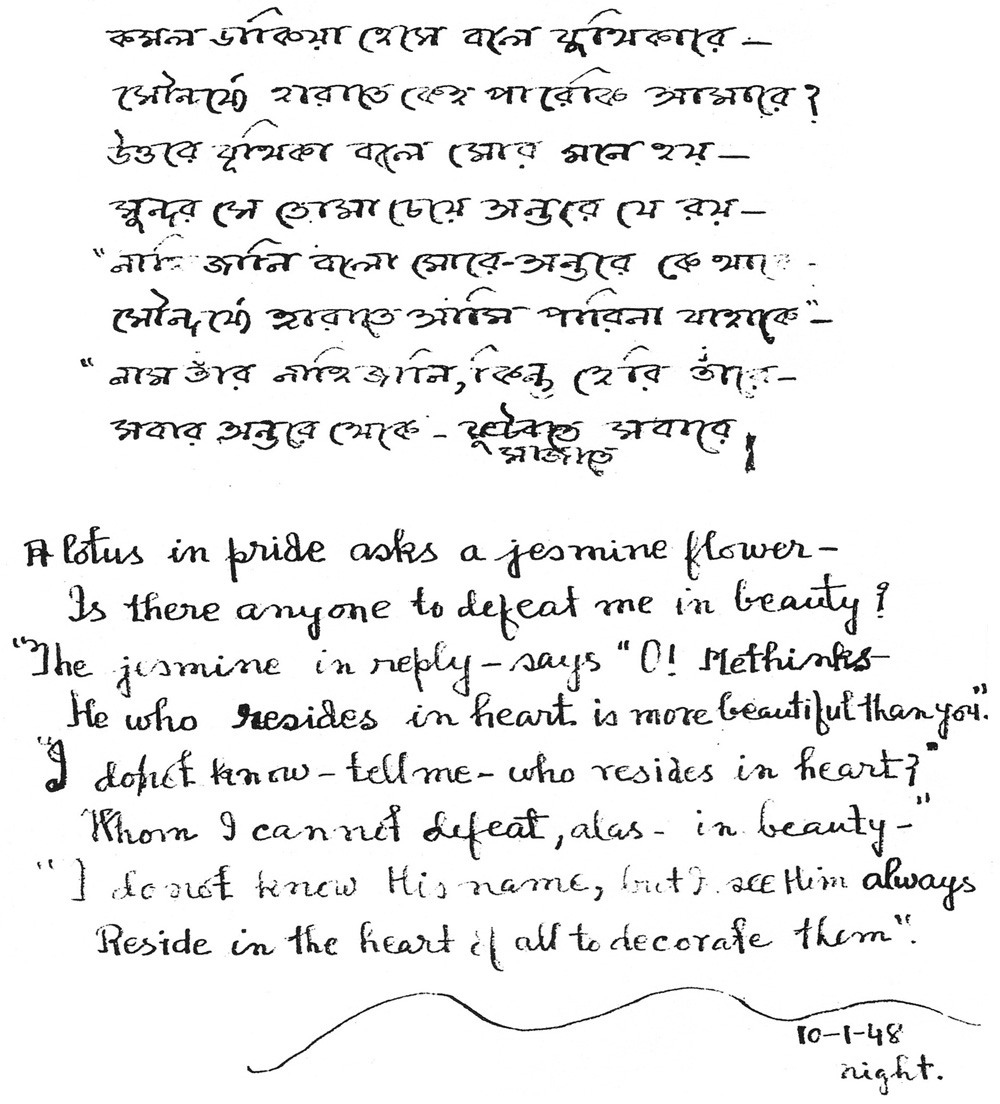 কমল ডাকিয়া হেসে বলে যুথিকারে —
সৌন্দর্যে হারাতে কেহ পারেকি আমারে?
উত্তরে যূথিকা বলে মোর মনে হয় —
সুন্দর সে তোমা চেয়ে অন্তরে যে রয় —
"নাহি জানি বলো মোরে-অন্তরে কে থাকে -
সৌন্দর্যে হারাতে আমি পারিনা যাহাকে" —
"নাম তাঁর নাহি জানি, কিন্তু হেরি তাঁরে —
সবার অন্তরে থেকে - সবারে।
সাজাতে
A lotus in pride asks a jesmine flower —
Is there anyone to defeat me in beauty?
"The jesmine in reply — says "O! Methinks —
He who resides in heart is more beautiful than you".
"I donot know — tell me — who resides in heart?"
Whom I cannot defeat, alas - in beauty —"
"I do not know His name, but I see Him always
Reside in the heart of all to decorate them".
10-1-48
night.